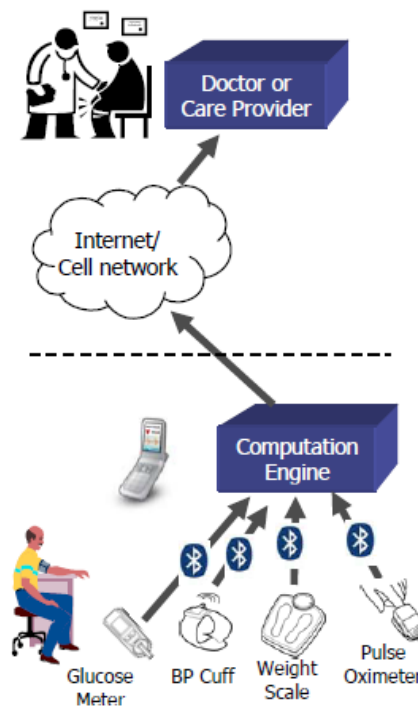 Doctor or
Care Provider
Internet/
Cell network
Computation
Engine
Glucose
Meter
BP Cuff
Weight
Scale
Pulse
Oximeter